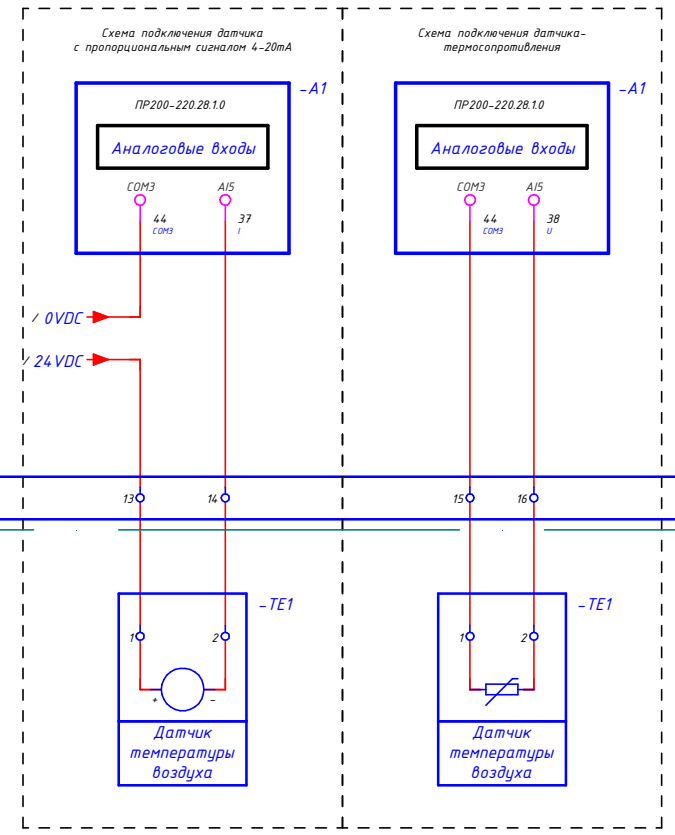 Схема подключения датчика
с пропорциональным сигналом 4-20mA
-A1
ПР200-220.28.1.0
Аналоговые входы
COM3
AI5
44
COM3
37
I
/ 0VDC
/ 24VDC
13
14
-TE1
1
2
+
-
Датчик
температуры
воздуха
Схема подключения датчика-
термосопротивления
-A1
ПР200-220.28.1.0
Аналоговые входы
COM3
AI5
44
COM3
38
U
15
16
-TE1
1
2
Датчик
температуры
воздуха